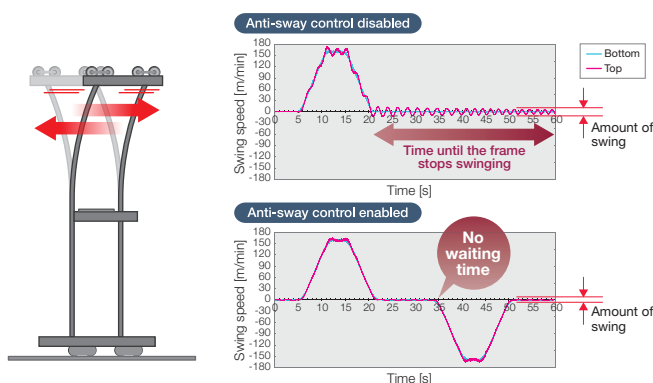 Anti-sway control disabled
Swing speed [m/min]
180
150
120
90
60
30
0
-30
-60
-90
-120
-150
-180
0 5 10 15 20 25 30 35 40 45 50 55 60
Time until the frame
stops swinging
Time [s]
Bottom
Top
Amount of
swing
Anti-sway control enabled
Swing speed [m/min]
180
150
120
90
60
30
0
-30
-60
-90
-120
-150
-180
0 5 10 15 20 25 30 35 40 45 50 55 60
No
waiting
time
Time [s]
Amount of
swing